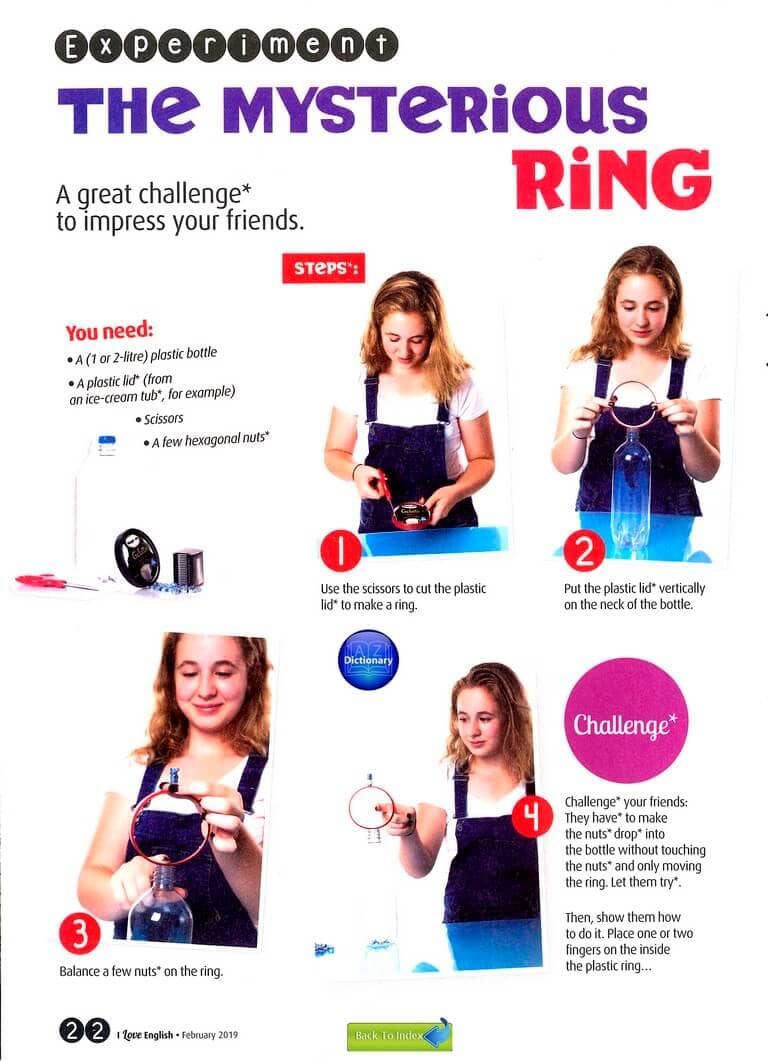 Experiment
THE MYSTERIOUS
RING
A great challenge*
to impress your friends.
STEPS*:
You need:
• A (1 or 2-litre) plastic bottle
• A plastic lid* (from
an ice-cream tub*, for example)
• Scissors
• A few hexagonal nuts*
1
Use the scissors to cut the plastic
lid* to make a ring.
2
Put the plastic lid* vertically
on the neck of the bottle.
3
Balance a few nuts* on the ring.
A Z
Dictionary
4
Challenge*
Challenge* your friends:
They have* to make
the nuts* drop* into
the bottle without touching
the nuts* and only moving
the ring. Let them try*.
Then, show them how
to do it. Place one or two
fingers on the inside
the plastic ring...
22 I Love English • February 2019
Back To Index